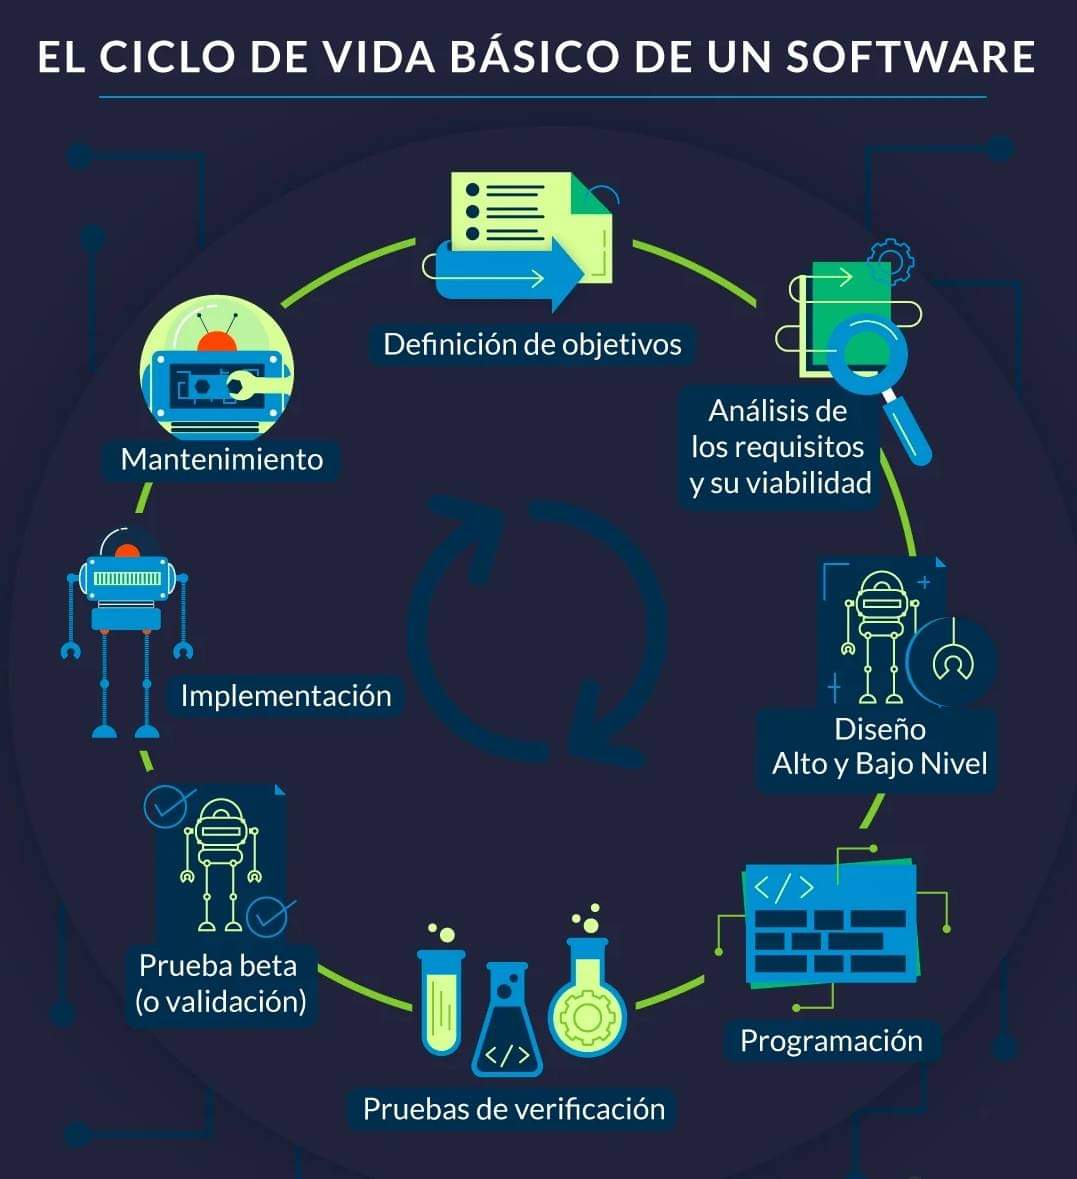 EL CICLO DE VIDA BÁSICO DE UN SOFTWARE
Definición de objetivos
Análisis de
los requisitos
y su viabilidad
Diseño
Alto y Bajo Nivel
</>
Programación
</>
Pruebas de verificación
Prueba beta
(o validación)
Implementación
Mantenimiento